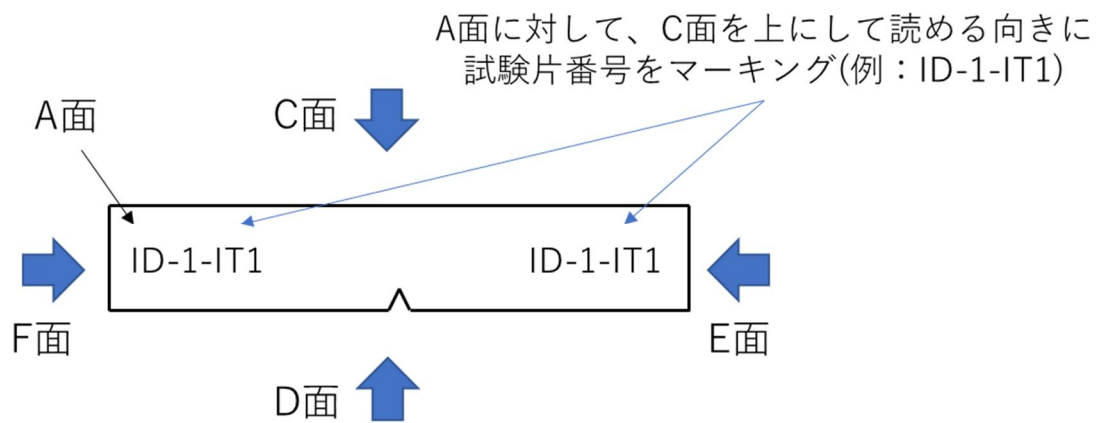 A面に対して、C面を上にして読める向きに
試験片番号をマーキング(例：ID-1-IT1)
A面
C面
ID-1-IT1
ID-1-IT1
F面
E面
D面